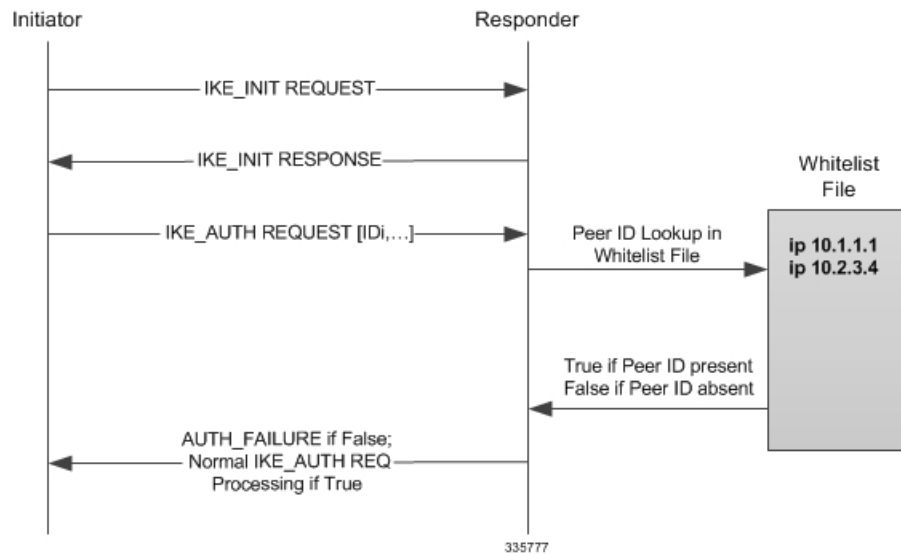 Initiator
Responder
IKE_INIT REQUEST
IKE_INIT RESPONSE
Whitelist
File
IKE_AUTH REQUEST [IDi,...]
Peer ID Lookup in
Whitelist File
ip 10.1.1.1
ip 10.2.3.4
True if Peer ID present
False if Peer ID absent
AUTH_FAILURE if False;
Normal IKE_AUTH REQ
Processing if True
335777